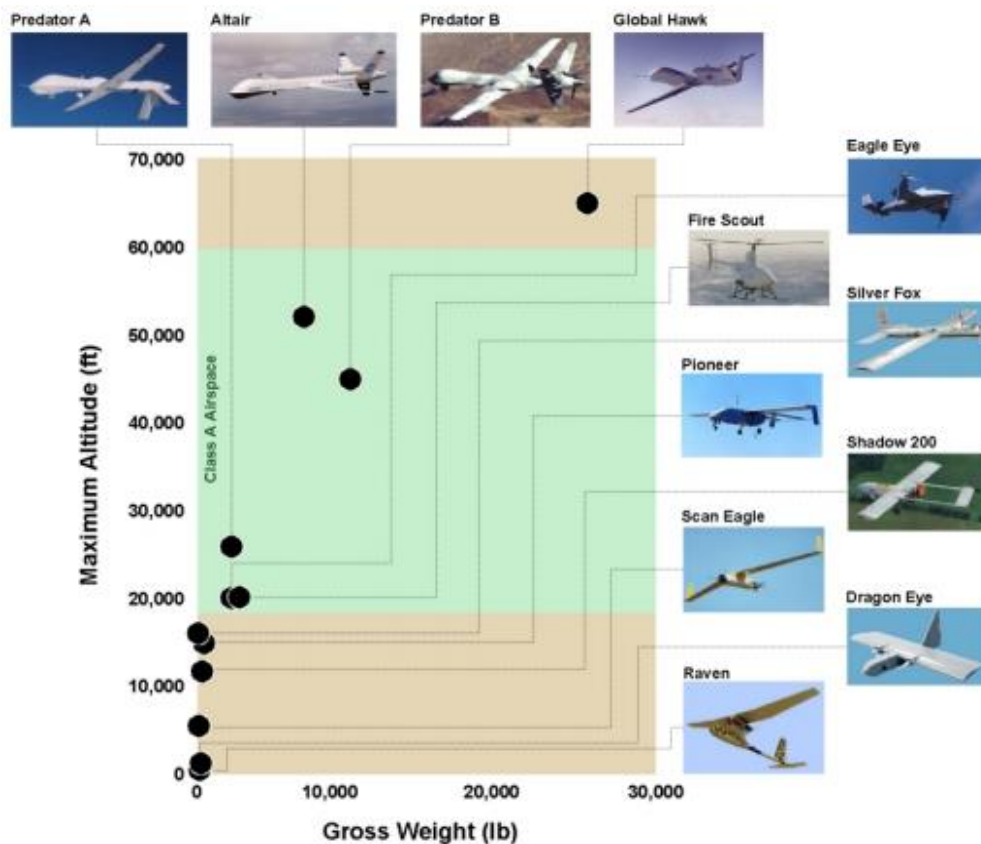 Predator A
Altair
Predator B
Global Hawk
Eagle Eye
Fire Scout
Silver Fox
Pioneer
Shadow 200
Scan Eagle
Dragon Eye
Raven
70,000
60,000
50,000
40,000
30,000
20,000
10,000
0
Maximum Altitude (ft)
Class A Airspace
0
10,000
20,000
30,000
Gross Weight (lb)